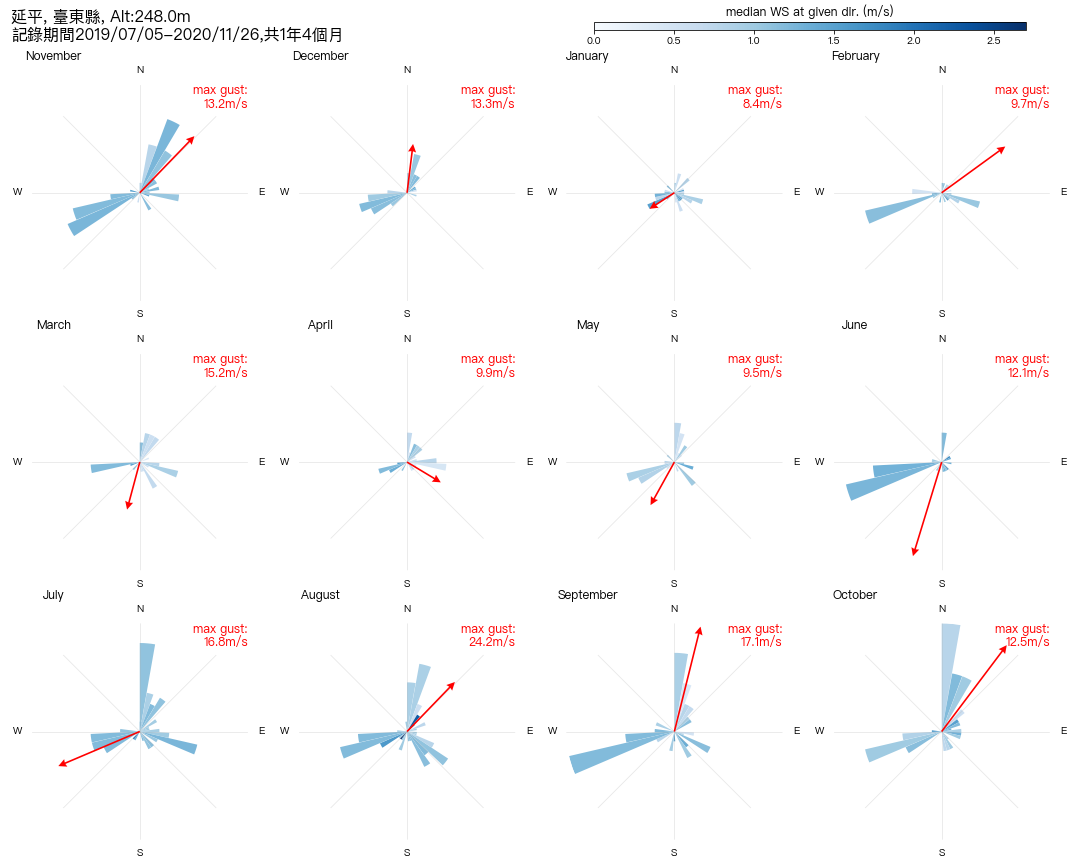 延平, 臺東縣, Alt:248.0m
記錄期間2019/07/05−2020/11/26,共1年4個月
median WS at given dir. (m/s)
0.0 0.5 1.0 1.5 2.0 2.5
November
N
max gust:
13.2m/s
W E
S
December
N
max gust:
13.3m/s
W E
January
max gust:
8.4m/s
W E
February
N
max gust:
9.7m/s
W E
March
N
max gust:
15.2m/s
W E
April
max gust:
9.9m/s
W E
May
max gust:
9.5m/s
W E
June
N
max gust:
12.1m/s
W E
S
July
N
max gust:
16.8m/s
W E
S
August
N
max gust:
24.2m/s
W E
S
September
N
max gust:
17.1m/s
W E
S
October
N
max gust:
12.5m/s
W E
S